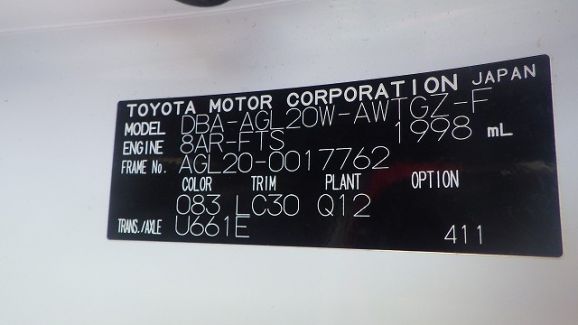 TOYOTA MOTOR CORPORATION JAPAN
MODEL DBA-AGL20W-AWTGZ-F
ENGINE 8AR-FTS 1998 mL
FRAME No. AGL20-0017762
COLOR TRIM PLANT OPTION
083 LC30 Q12
TRANS./AXLE U661E
411